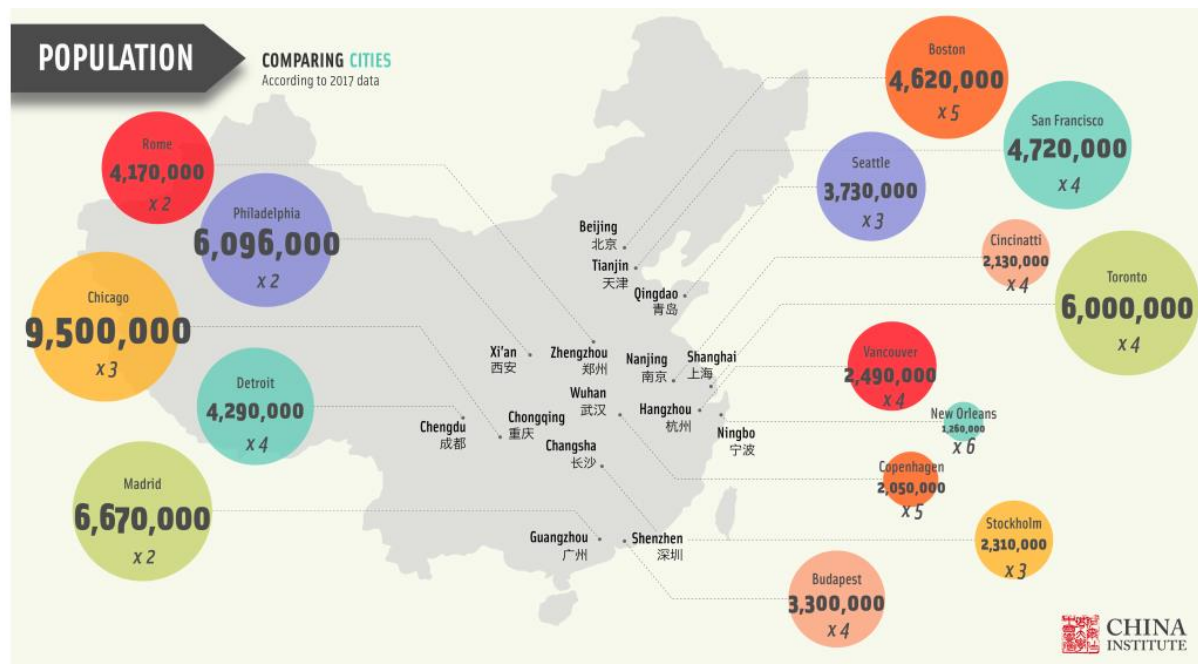 POPULATION
COMPARING CITIES
According to 2017 data
Rome
4,170,000
x 2
Philadelphia
6,096,000
x 2
Chicago
9,500,000
x 3
Detroit
4,290,000
x 4
Madrid
6,670,000
x 2
Boston
4,620,000
x 5
San Francisco
4,720,000
x 4
Seattle
3,730,000
x 3
Cincinatti
2,130,000
x 4
Toronto
6,000,000
x 4
Vancouver
2,490,000
x 4
New Orleans
1,260,000
x 6
Copenhagen
2,050,000
x 5
Stockholm
2,310,000
x 3
Budapest
3,300,000
x 4
Beijing
北京
Tianjin
天津
Qingdao
青岛
Xi'an
西安
Zhengzhou
郑州
Nanjing
南京
Shanghai
上海
Wuhan
武汉
Hangzhou
杭州
Chengdu
成都
Chongqing
重庆
Ningbo
宁波
Changsha
长沙
Guangzhou
广州
Shenzhen
深圳
CHINA
INSTITUTE